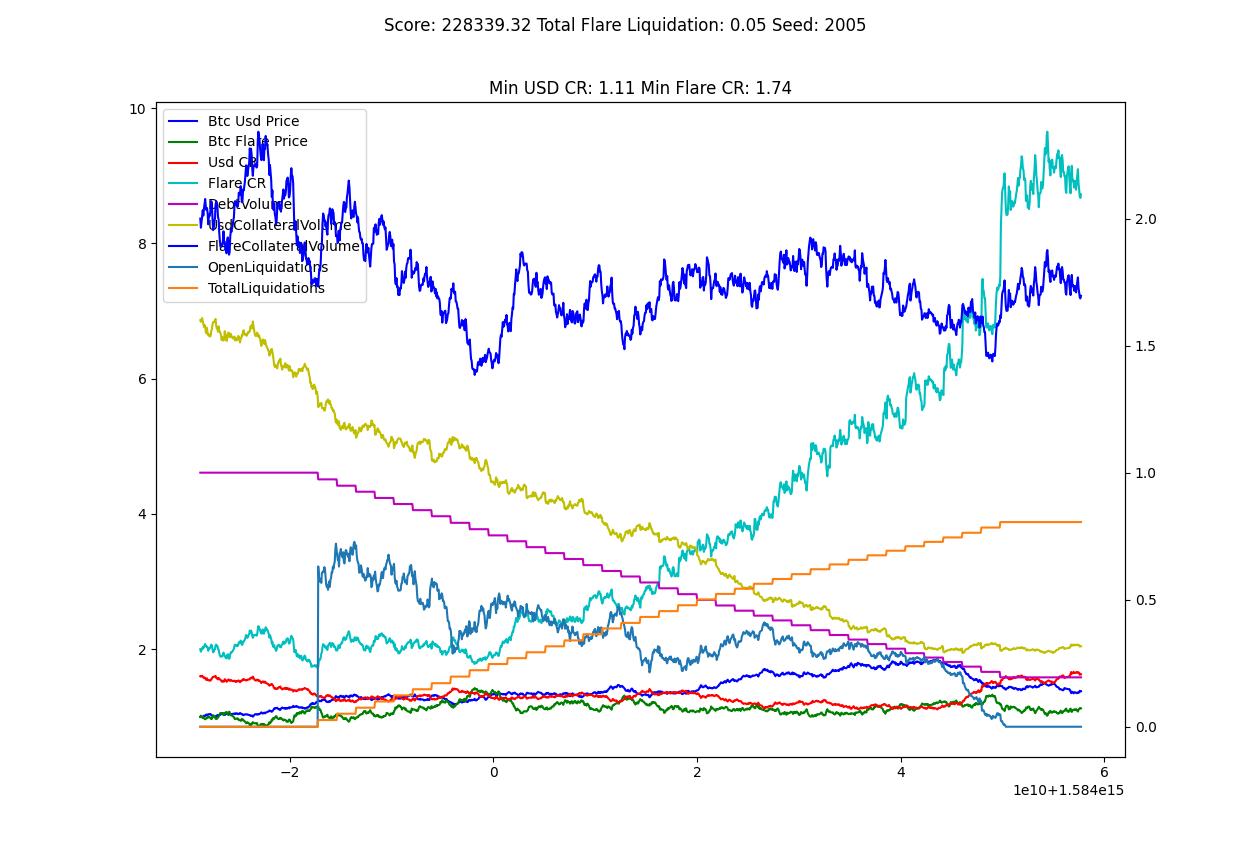 Score: 228339.32 Total Flare Liquidation: 0.05 Seed: 2005
Min USD CR: 1.11 Min Flare CR: 1.74
Btc Usd Price
Btc Flare Price
Usd CR
Flare CR
DebtVolume
UsdCollateralVolume
FlareCollateralVolume
OpenLiquidations
TotalLiquidations
10
8
6
4
2
2.0
1.5
1.0
0.5
0.0
−2
0
2
4
6
1e10+1.584e15